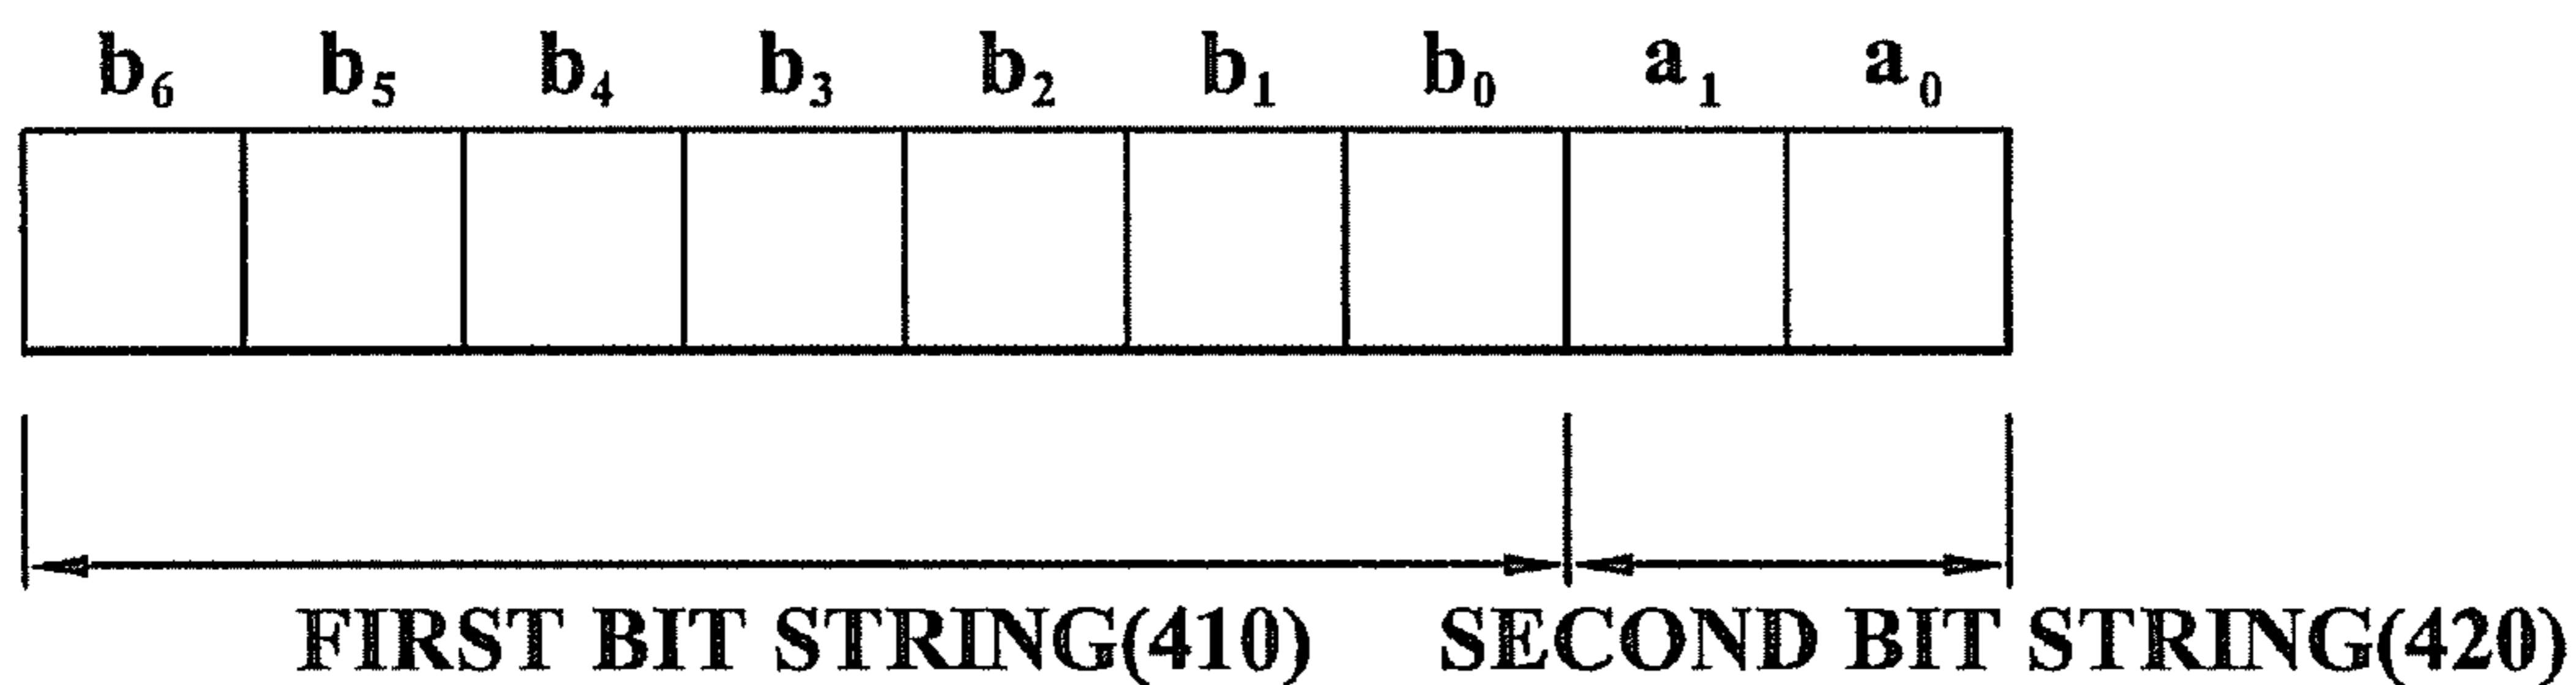 b₆ b₅ b₄ b₃ b₂ b₁ b₀ a₁ a₀
FIRST BIT STRING(410) SECOND BIT STRING(420)